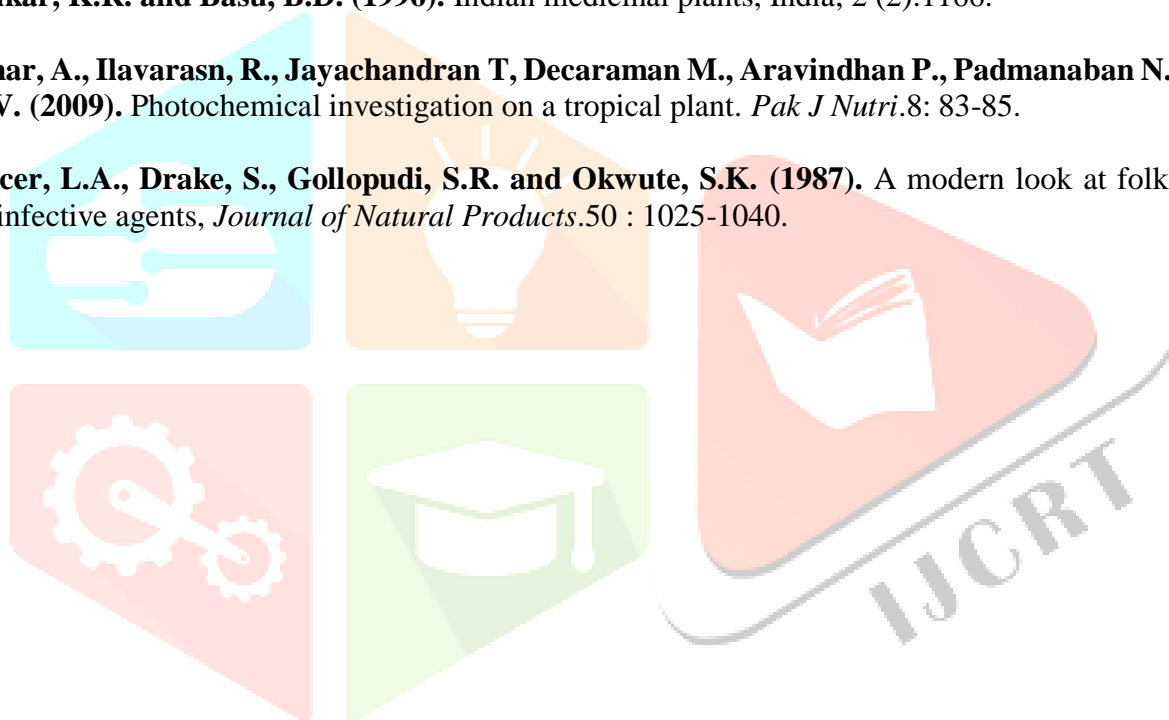 kar, K.R. and Basu, B.D. (1996). Indian medicinal plants, India, 2 (2).1166.
nar, A., Ilavarasn, R., Jayachandran T, Decaraman M., Aravindhan P., Padmanaban N.
V. (2009). Photochemical investigation on a tropical plant. Pak J Nutri.8: 83-85.
cer, L.A., Drake, S., Gollopudi, S.R. and Okwute, S.K. (1987). A modern look at folk
infective agents, Journal of Natural Products.50 : 1025-1040.
IJCRT